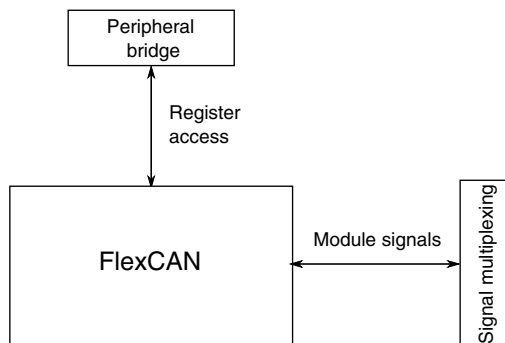 Peripheral
bridge
Register
access
FlexCAN
Module signals
Signal multiplexing